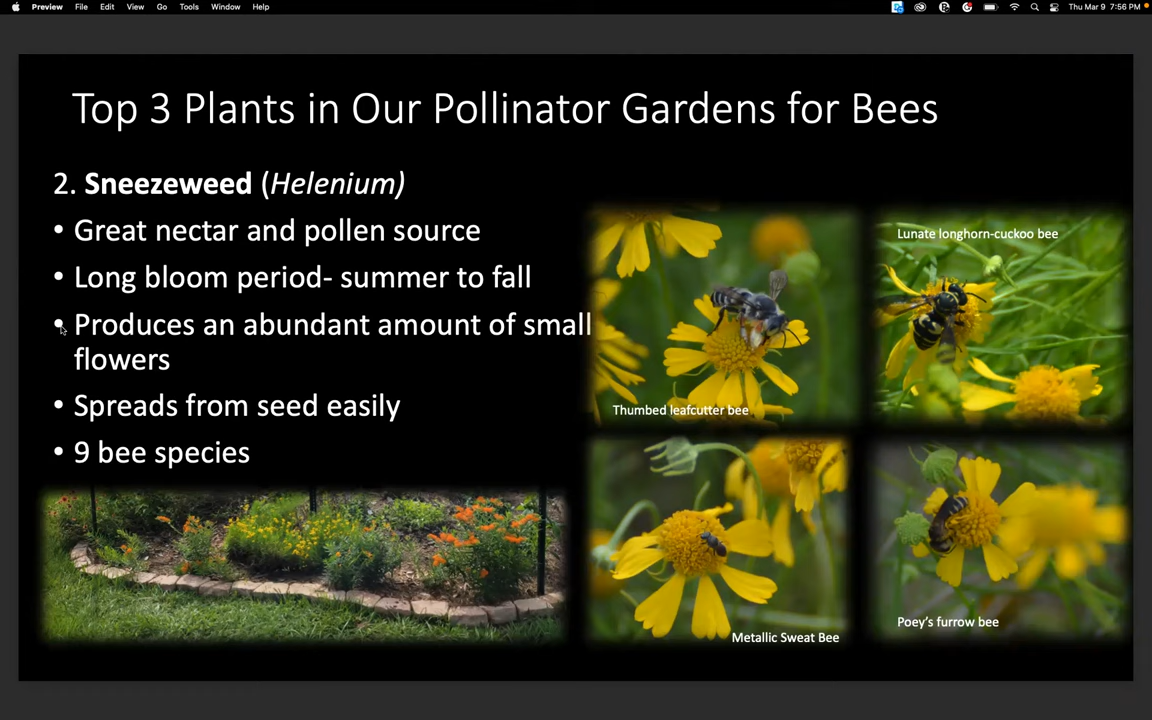 Preview File Edit View Go Tools Window Help Thu Mar 9 7:56 PM
Top 3 Plants in Our Pollinator Gardens for Bees
2. Sneezeweed (Helenium)
• Great nectar and pollen source
• Long bloom period- summer to fall
• Produces an abundant amount of small
flowers
• Spreads from seed easily
• 9 bee species
Lunate longhorn-cuckoo bee
Thumbed leafcutter bee
Metallic Sweat Bee
Poey's furrow bee